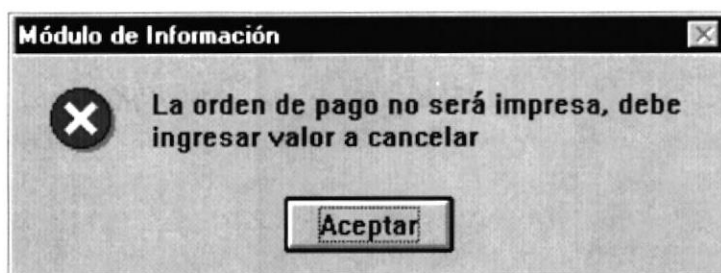 Módulo de Información
La orden de pago no será impresa, debe
ingresar valor a cancelar
Aceptar